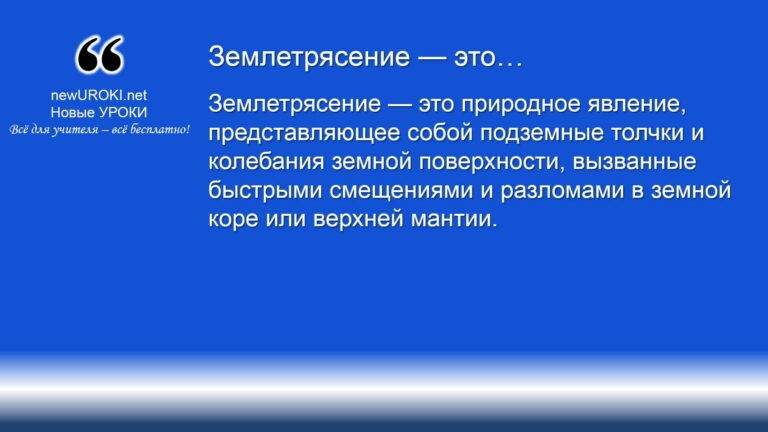 newUROKI.net
Новые УРОКИ
Всё для учителя – всё бесплатно!
Землетрясение — это…
Землетрясение — это природное явление,
представляющее собой подземные толчки и
колебания земной поверхности, вызванные
быстрыми смещениями и разломами в земной
коре или верхней мантии.